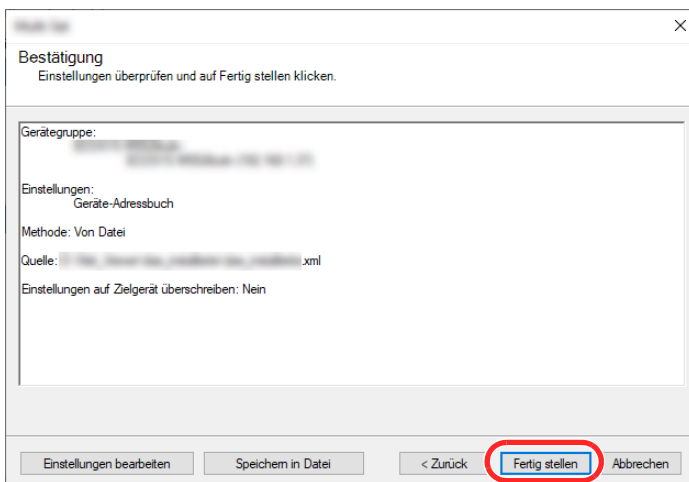 Bestätigung
Einstellungen überprüfen und auf Fertig stellen klicken.
Gerätegruppe:
Einstellungen:
Geräte-Adressbuch
Methode: Von Datei
Quelle: .xml
Einstellungen auf Zielgerät überschreiben: Nein
Einstellungen bearbeiten Speichern in Datei < Zurück Fertig stellen Abbrechen